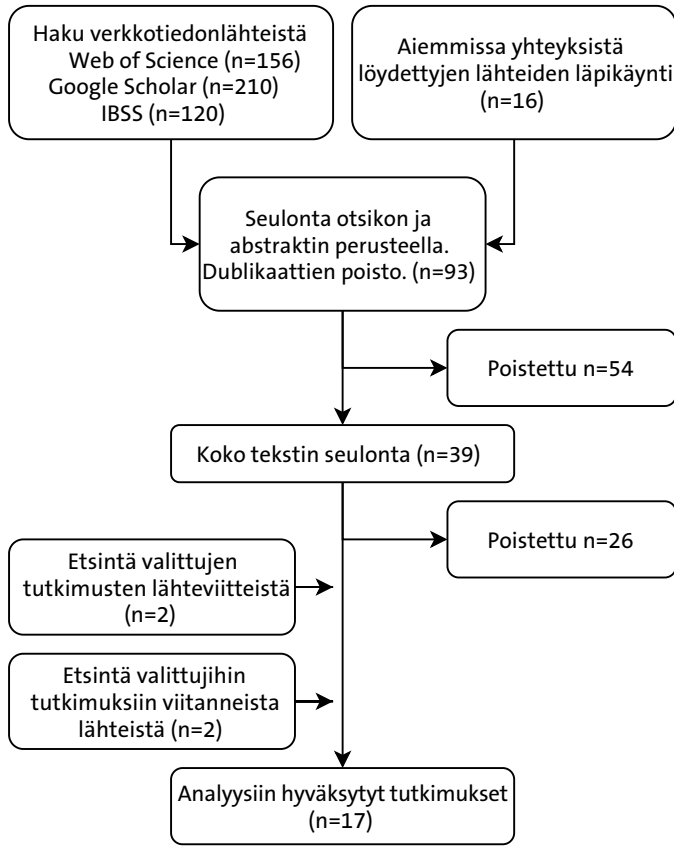 Haku verkkotiedonlähteistä
Web of Science (n=156)
Google Scholar (n=210)
IBSS (n=120)
Aiemmissa yhteyksistä
löydettyjen lähteiden läpikäynti
(n=16)
Seulonta otsikon ja
abstraktin perusteella.
Dublikaattien poisto. (n=93)
Poistettu n=54
Koko tekstin seulonta (n=39)
Poistettu n=26
Etsintä valittujen
tutkimusten lähteviitteistä
(n=2)
Etsintä valittujihin
tutkimuksiin viitanneista
lähteistä (n=2)
Analyysiin hyväksytyt tutkimukset
(n=17)